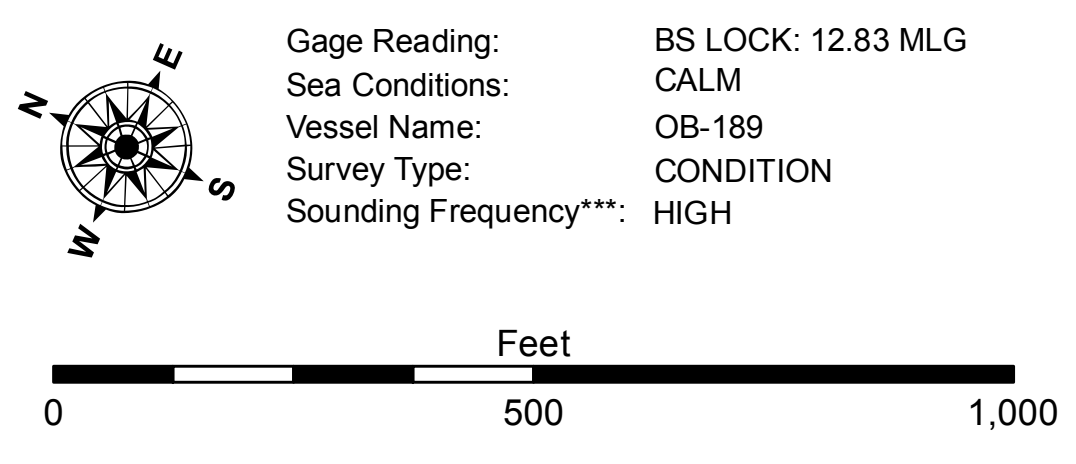 N
E
S
W
Gage Reading: BS LOCK: 12.83 MLG
Sea Conditions: CALM
Vessel Name: OB-189
Survey Type: CONDITION
Sounding Frequency***: HIGH
Feet
0 500 1,000